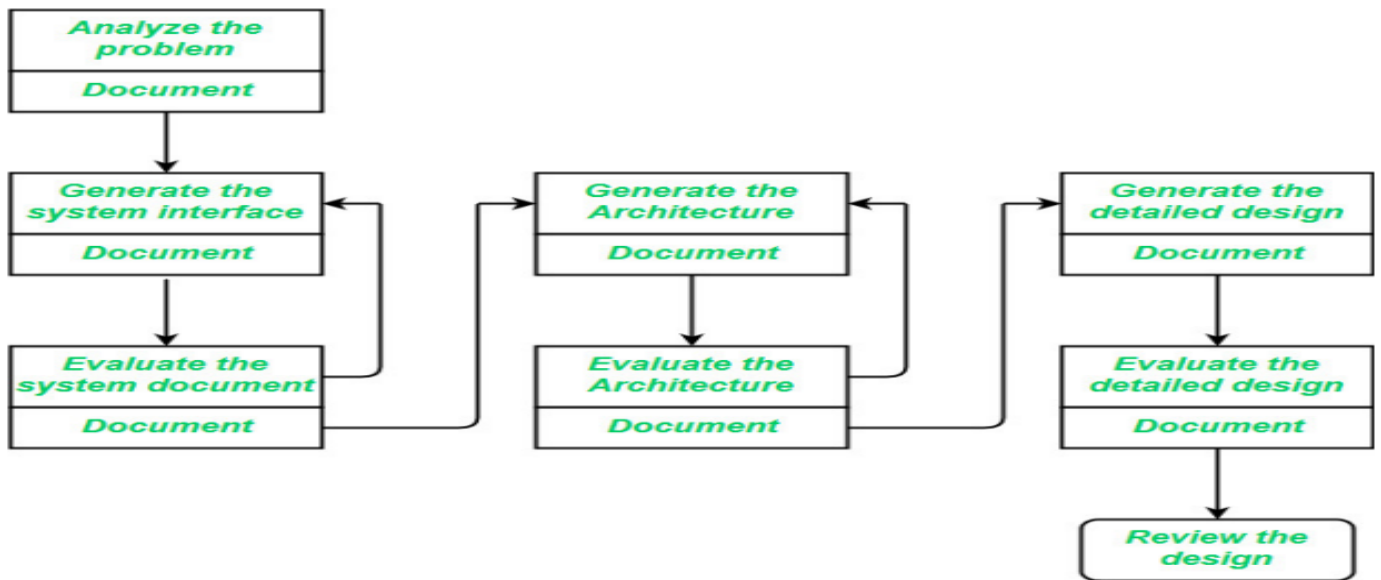 Analyze the
problem
Document
Generate the
system interface
Document
Evaluate the
system document
Document
Generate the
Architecture
Document
Evaluate the
Architecture
Document
Generate the
detailed design
Document
Evaluate the
detailed design
Document
Review the
design